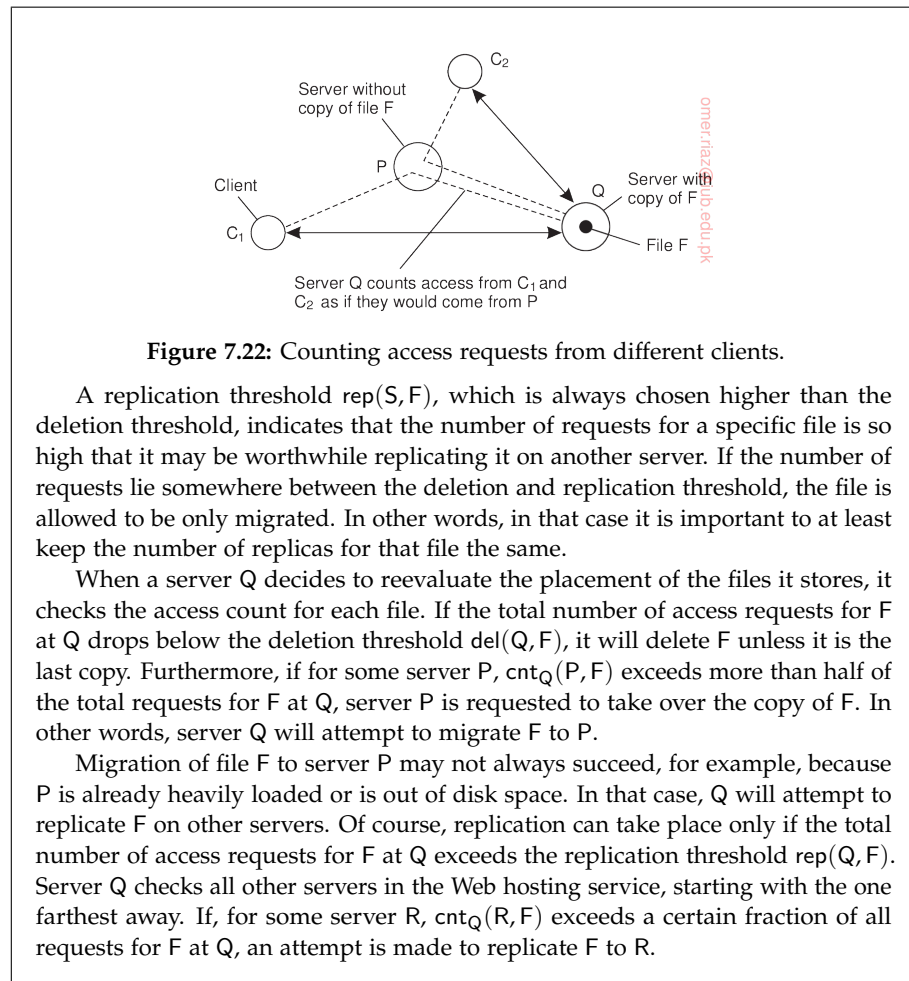 C2
Server without
copy of file F
P
Q
Client
Server with
copy of F
C1
File F
Server Q counts access from C1 and
C2 as if they would come from P
omer.riaz@iub.edu.pk
Figure 7.22: Counting access requests from different clients.
A replication threshold rep(S, F), which is always chosen higher than the
deletion threshold, indicates that the number of requests for a specific file is so
high that it may be worthwhile replicating it on another server. If the number of
requests lie somewhere between the deletion and replication threshold, the file is
allowed to be only migrated. In other words, in that case it is important to at least
keep the number of replicas for that file the same.
When a server Q decides to reevaluate the placement of the files it stores, it
checks the access count for each file. If the total number of access requests for F
at Q drops below the deletion threshold del(Q, F), it will delete F unless it is the
last copy. Furthermore, if for some server P, cntQ(P, F) exceeds more than half of
the total requests for F at Q, server P is requested to take over the copy of F. In
other words, server Q will attempt to migrate F to P.
Migration of file F to server P may not always succeed, for example, because
P is already heavily loaded or is out of disk space. In that case, Q will attempt to
replicate F on other servers. Of course, replication can take place only if the total
number of access requests for F at Q exceeds the replication threshold rep(Q, F).
Server Q checks all other servers in the Web hosting service, starting with the one
farthest away. If, for some server R, cntQ(R, F) exceeds a certain fraction of all
requests for F at Q, an attempt is made to replicate F to R.